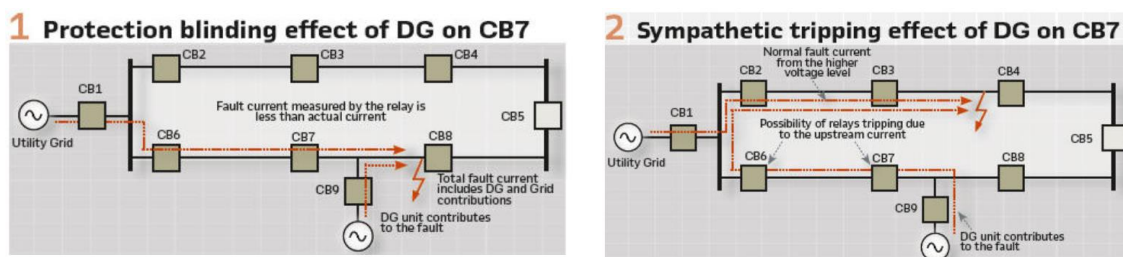 1 Protection blinding effect of DG on CB7
CB2
CB3
CB4
CB1
Fault current measured by the relay is
less than actual current
CB5
Utility Grid
CB6
CB7
CB8
CB9
Total fault current
includes DG and Grid
contributions
DG unit contributes
to the fault
2 Sympathetic tripping effect of DG on CB7
Normal fault current
from the higher
voltage level
CB2
CB3
CB4
CB1
Possibility of relays tripping due
to the upstream current
CB5
Utility Grid
CB6
CB7
CB8
CB9
DG unit contributes
to the fault